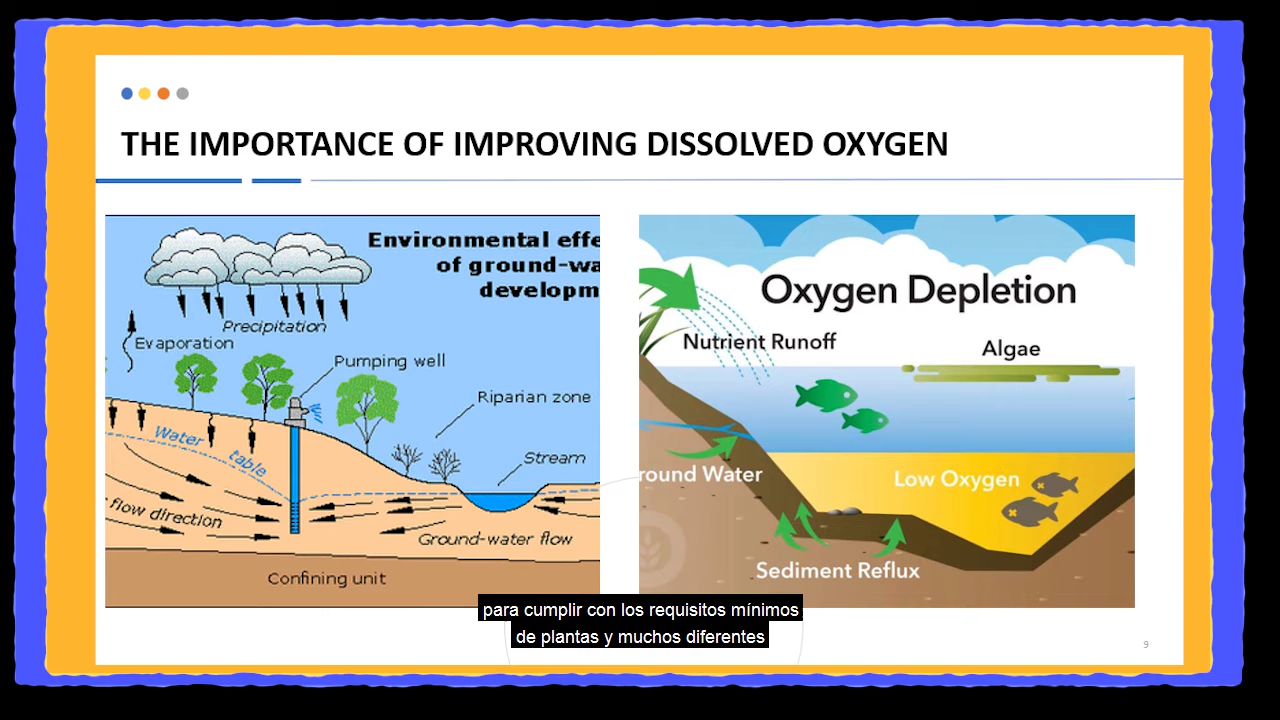 THE IMPORTANCE OF IMPROVING DISSOLVED OXYGEN
Environmental effe
of ground-wa
developm
Precipitation
Evaporation
Pumping well
Riparian zone
Water
table
Stream
flow direction
Ground-water flow
Confining unit
Oxygen Depletion
Nutrient Runoff
Algae
round Water
Low Oxygen
Sediment Reflux
para cumplir con los requisitos mínimos
de plantas y muchos diferentes
9